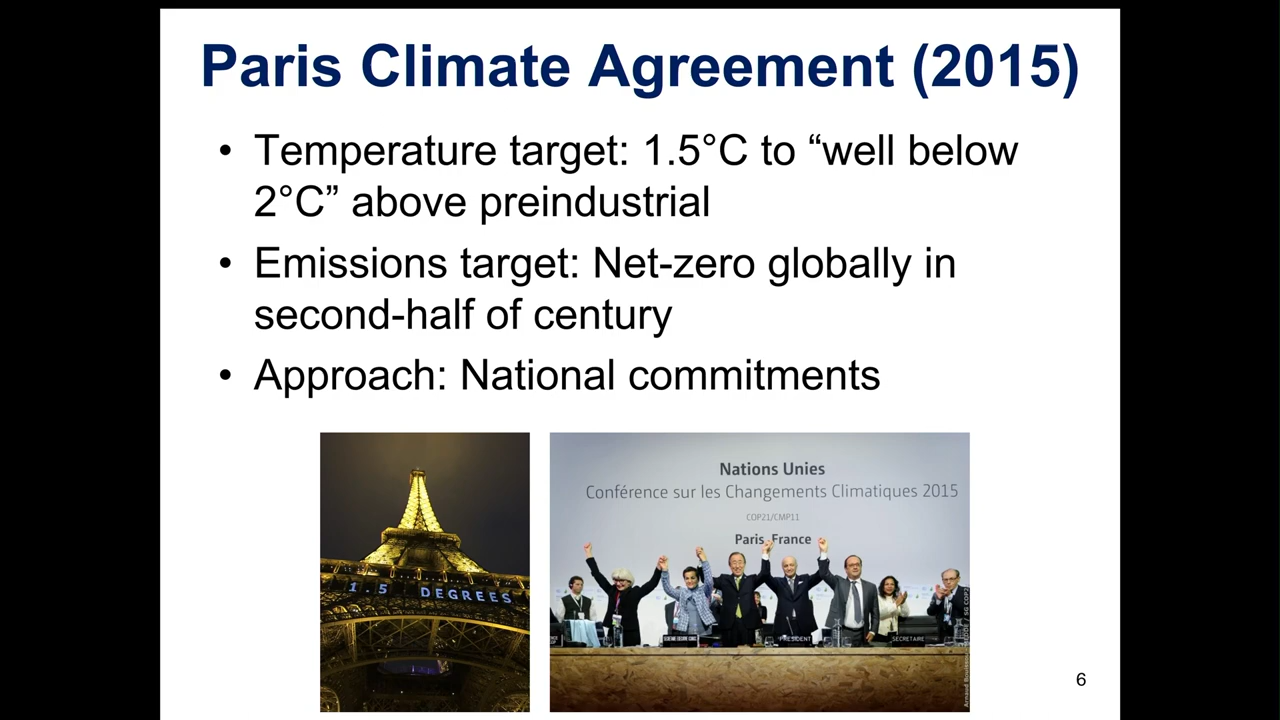 Paris Climate Agreement (2015)
• Temperature target: 1.5°C to “well below
2°C” above preindustrial
• Emissions target: Net-zero globally in
second-half of century
• Approach: National commitments
1.5 DEGREES
Nations Unies
Conférence sur les Changements Climatiques 2015
COP21/CMP11
Paris, France
PRESIDENT
SECRETAIRE
6